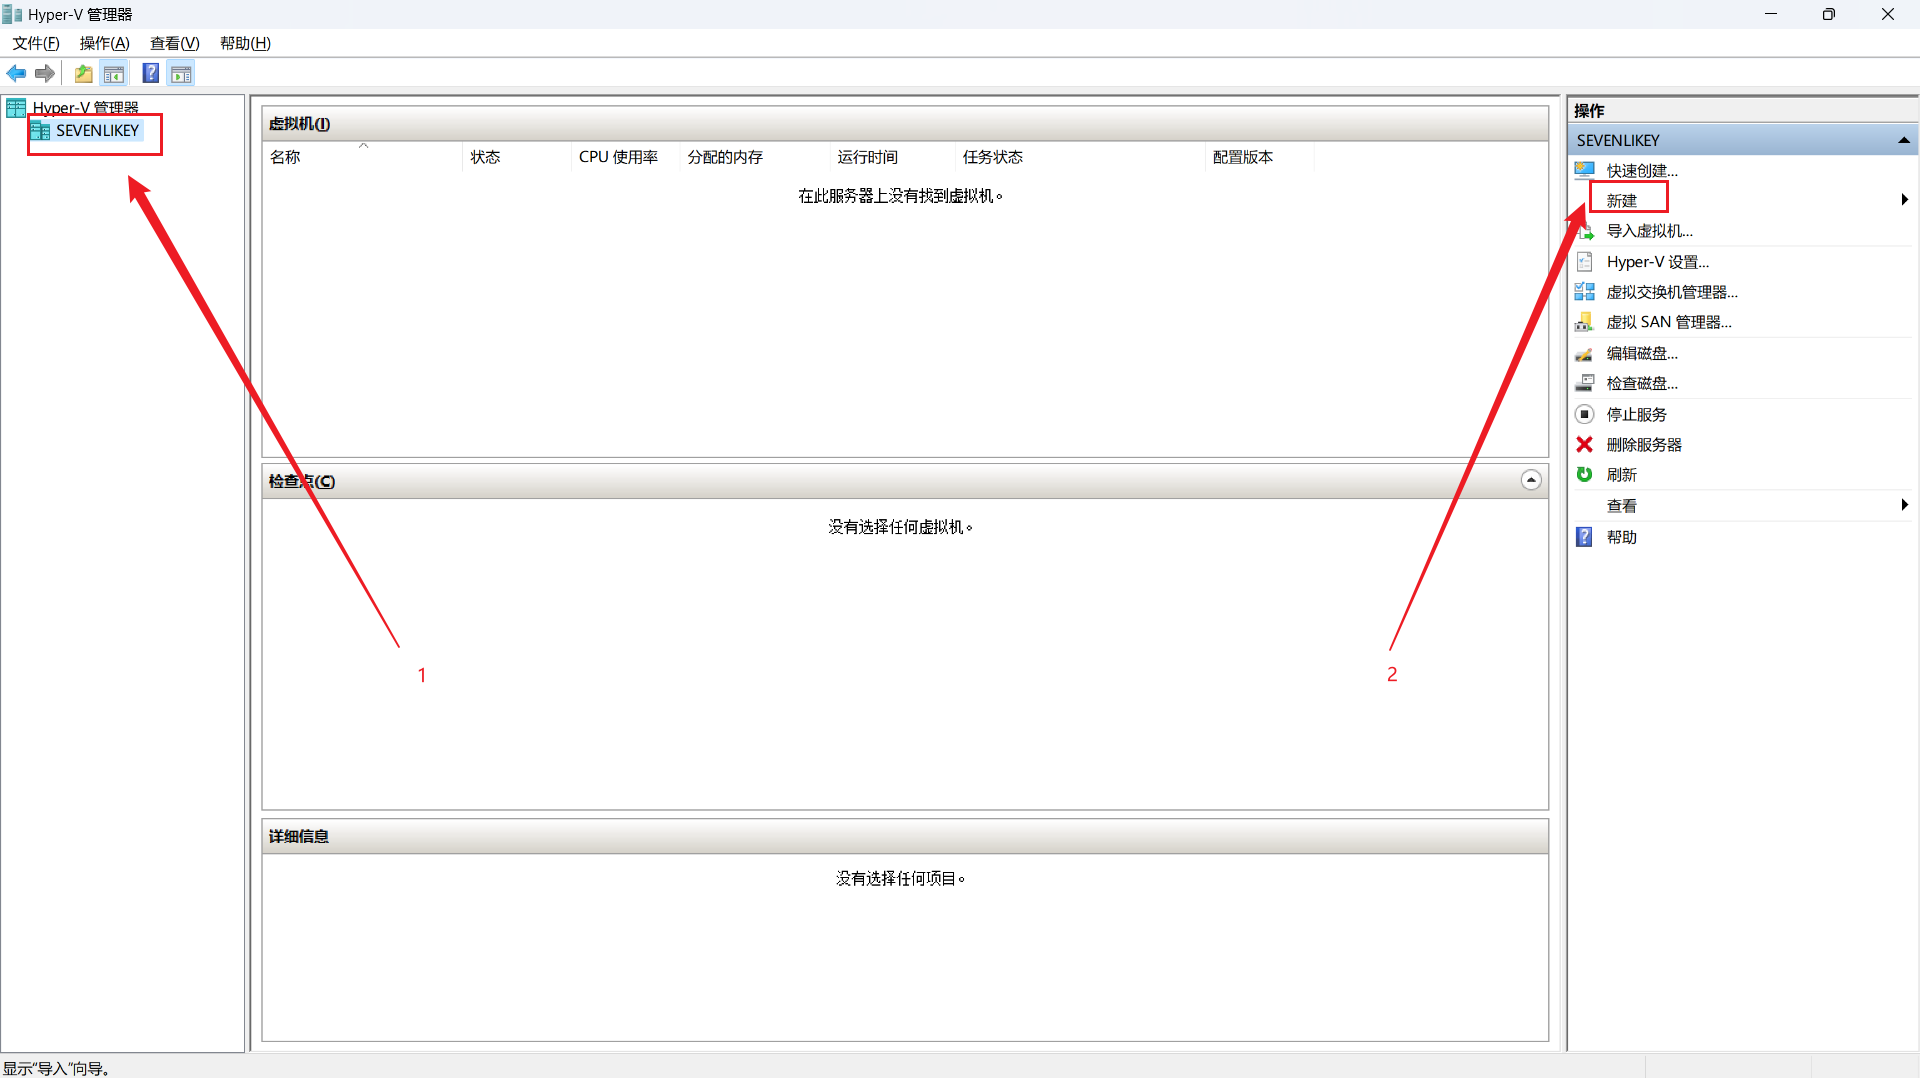 Hyper-V 管理器
文件(F) 操作(A) 查看(V) 帮助(H)
Hyper-V 管理器
SEVENLIKEY
虚拟机(I)
名称 状态 CPU 使用率 分配的内存 运行时间 任务状态 配置版本
在此服务器上没有找到虚拟机。
检查点(C)
没有选择任何虚拟机。
1
2
详细信息
没有选择任何项目。
操作
SEVENLIKEY
快速创建...
新建
导入虚拟机...
Hyper-V 设置...
虚拟交换机管理器...
虚拟 SAN 管理器...
编辑磁盘...
检查磁盘...
停止服务
删除服务器
刷新
查看
帮助
显示“导入”向导。